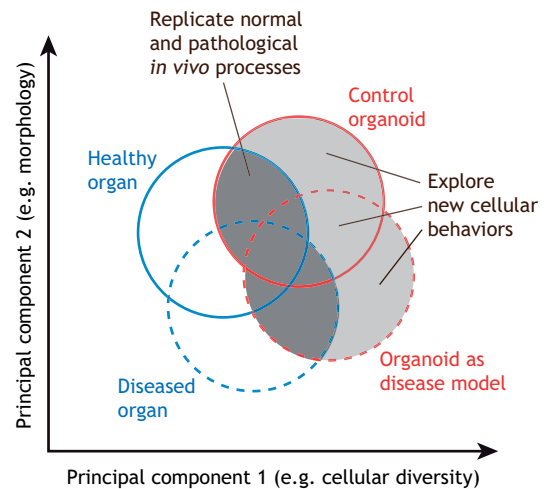 Replicate normal
and pathological
in vivo processes
Control
organoid
Healthy
organ
Explore
new cellular
behaviors
Diseased
organ
Organoid as
disease model
Principal component 2 (e.g. morphology)
Principal component 1 (e.g. cellular diversity)